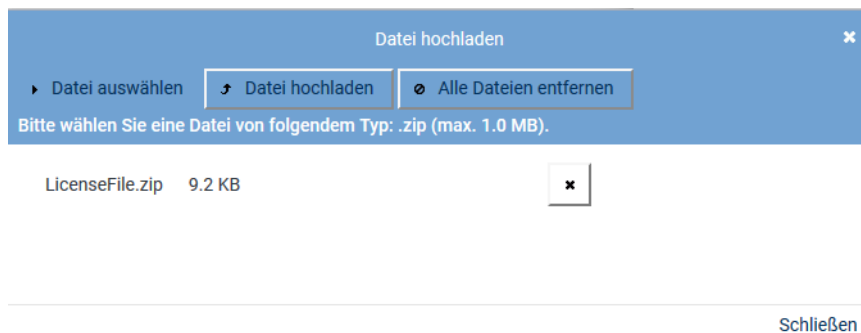 Datei hochladen
Datei auswählen Datei hochladen Alle Dateien entfernen
Bitte wählen Sie eine Datei von folgendem Typ: .zip (max. 1.0 MB).
LicenseFile.zip 9.2 KB
Schließen